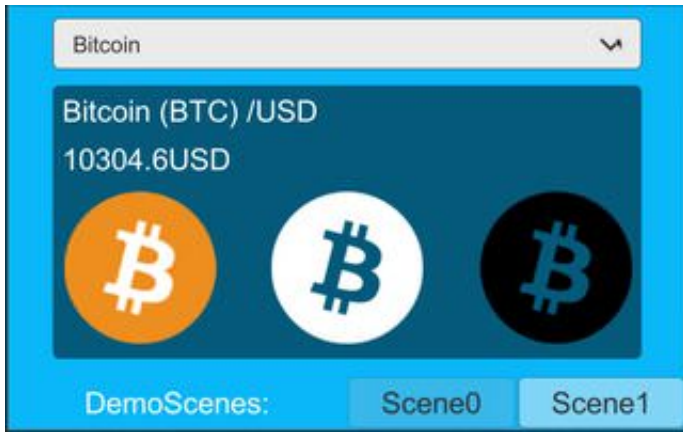 Bitcoin
Bitcoin (BTC) /USD
10304.6USD
DemoScenes: Scene0 Scene1